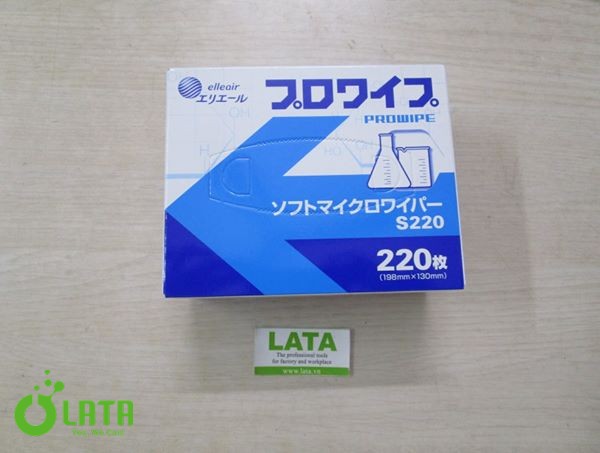 elleair
エリエール
プロワイプ
PROWIPE
OH
H
HO
ソフトマイクロワイパー
S220
220枚
(198mm×130mm)
LATA
The professional tools
for factory and workplace
www.lata.vn
LATA